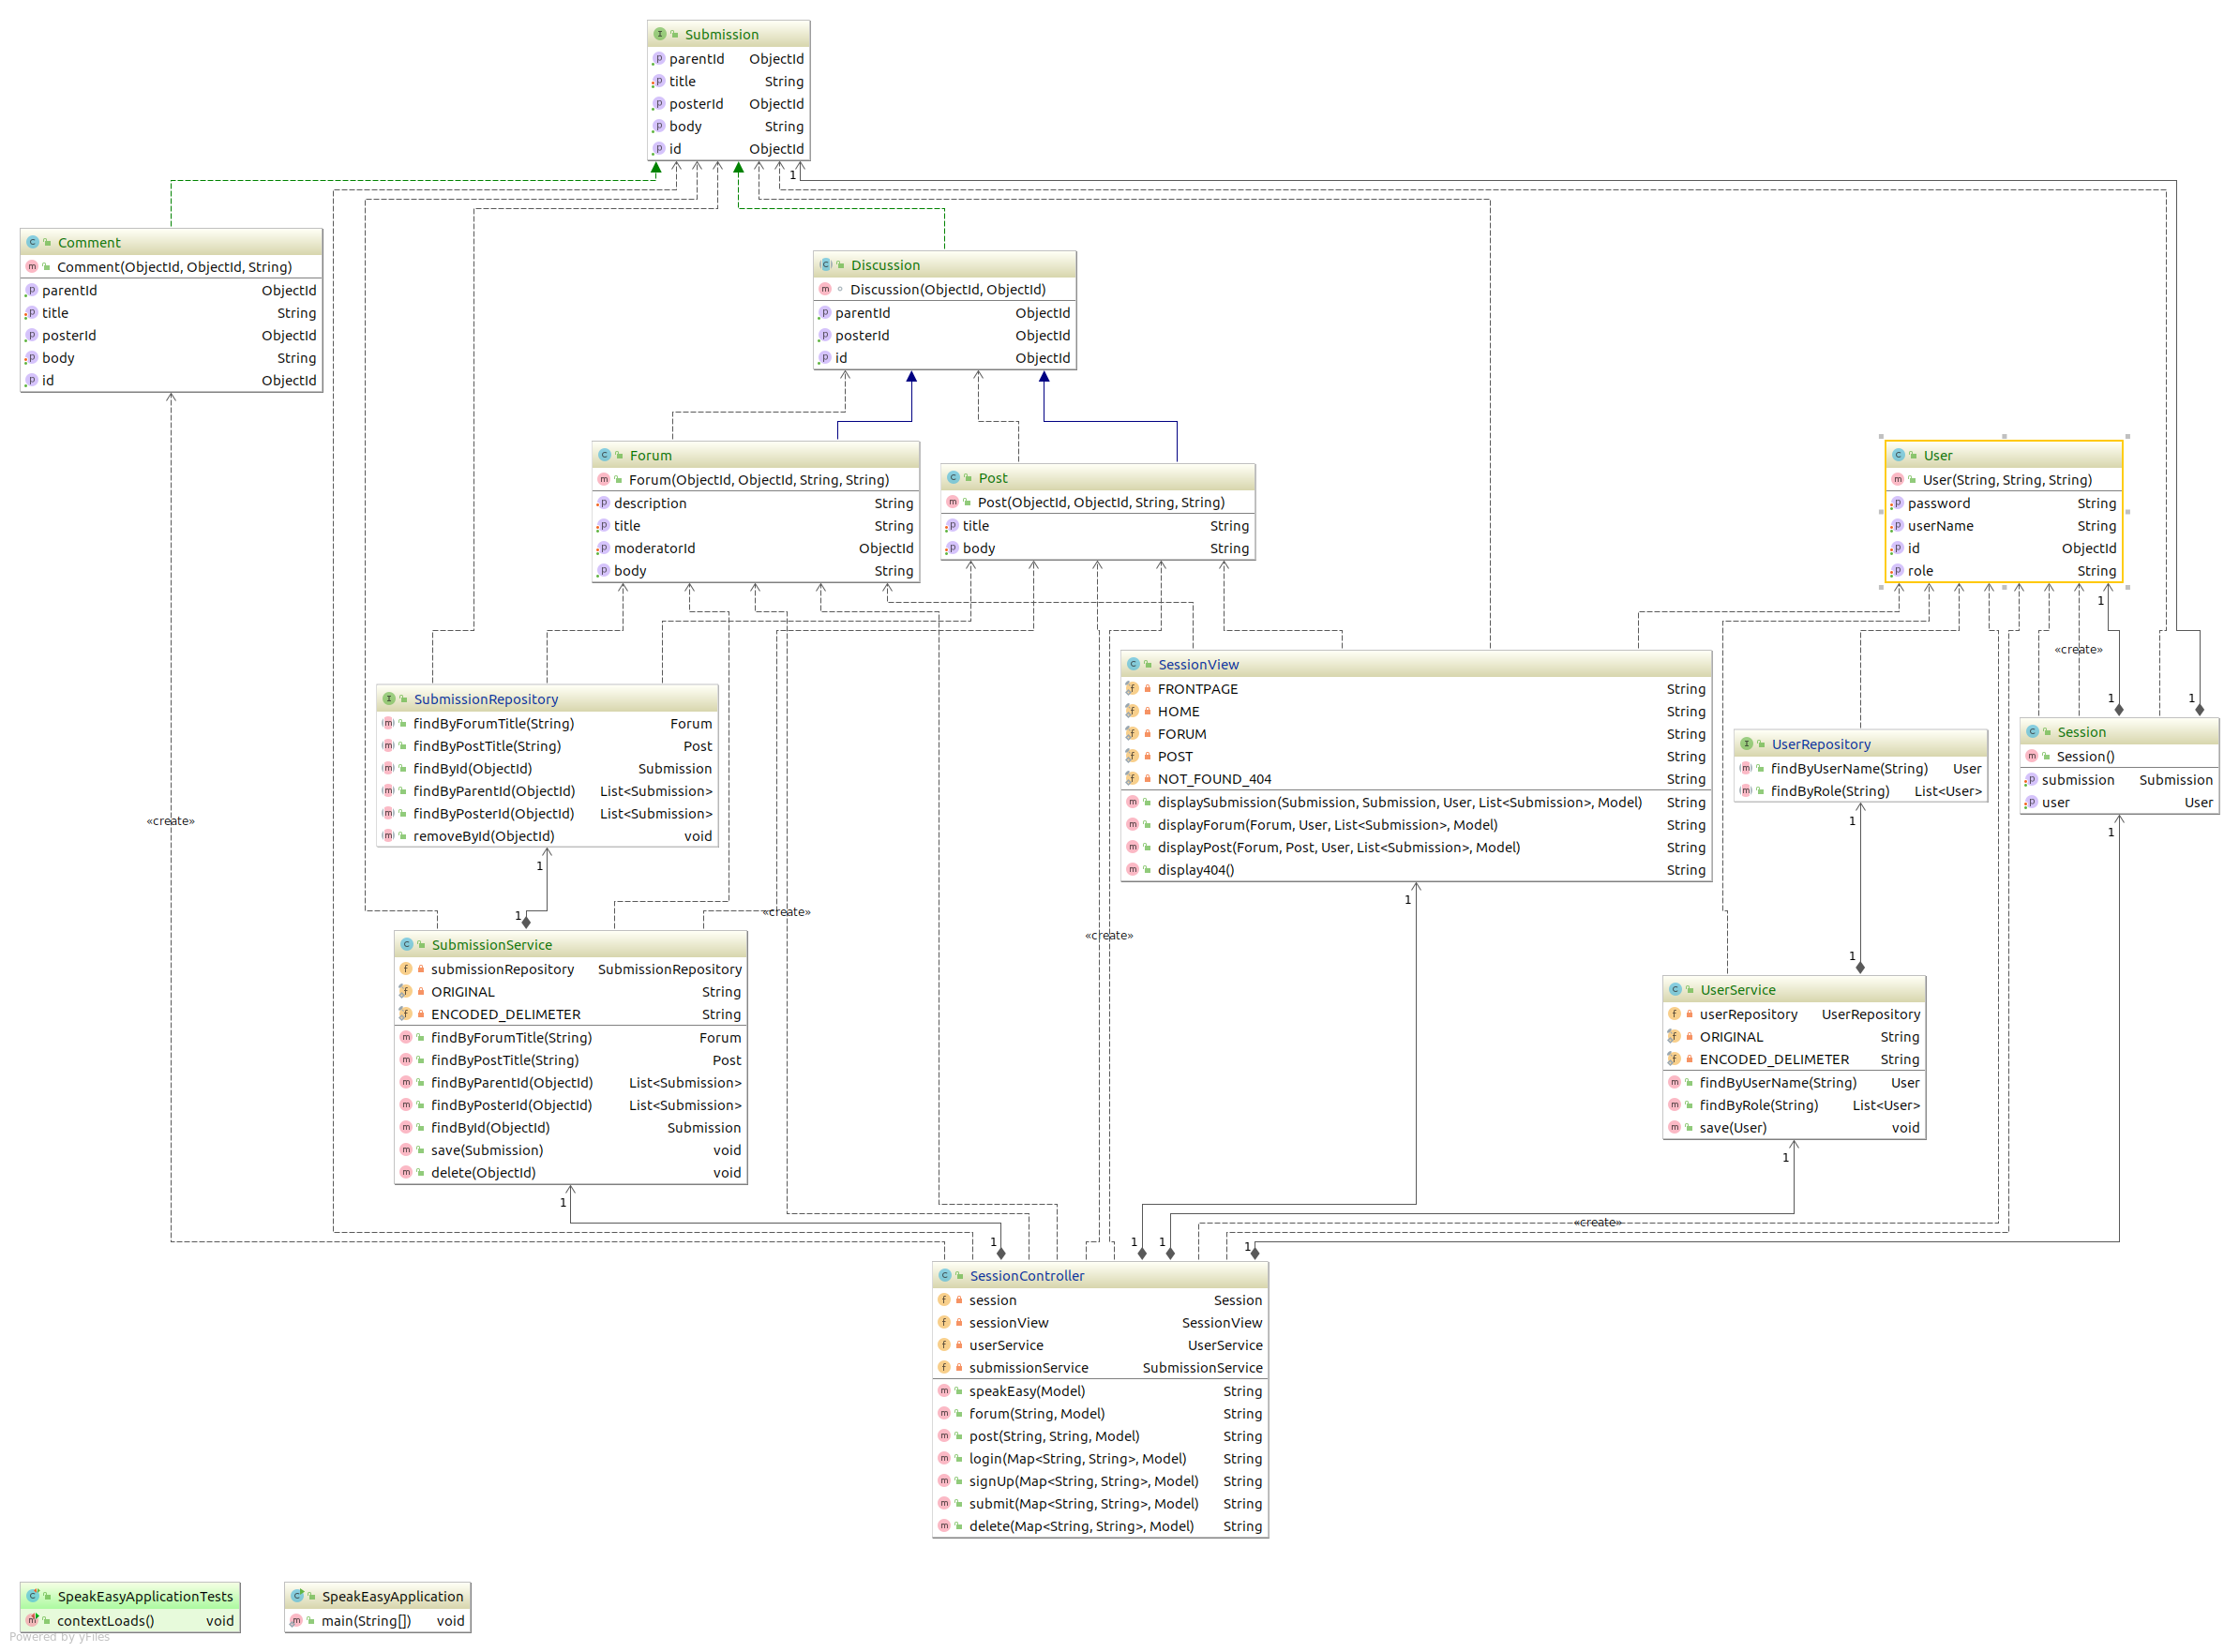 Submission
parentId ObjectId
title String
posterId ObjectId
body String
id ObjectId
1
Comment
Comment(ObjectId, ObjectId, String)
parentId ObjectId
title String
posterId ObjectId
body String
id ObjectId
Discussion
Discussion(ObjectId, ObjectId)
parentId ObjectId
posterId ObjectId
id ObjectId
Forum
Forum(ObjectId, ObjectId, String, String)
description String
title String
moderatorId ObjectId
body String
Post
Post(ObjectId, ObjectId, String, String)
title String
body String
User
User(String, String, String)
password String
userName String
id ObjectId
role String
1
«create»
1
1
SubmissionRepository
findByForumTitle(String) Forum
findByPostTitle(String) Post
findById(ObjectId) Submission
findByParentId(ObjectId) List<Submission>
findByPosterId(ObjectId) List<Submission>
removeById(ObjectId) void
SessionView
FRONTPAGE String
HOME String
FORUM String
POST String
NOT_FOUND_404 String
displaySubmission(Submission, Submission, User, List<Submission>, Model) String
displayForum(Forum, User, List<Submission>, Model) String
displayPost(Forum, Post, User, List<Submission>, Model) String
display404() String
UserRepository
findByUserName(String) User
findByRole(String) List<User>
Session
Session()
submission Submission
user User
«create»
1
1
1
1
1
«create»
«create»
1
SubmissionService
submissionRepository SubmissionRepository
ORIGINAL String
ENCODED_DELIMETER String
findByForumTitle(String) Forum
findByPostTitle(String) Post
findByParentId(ObjectId) List<Submission>
findByPosterId(ObjectId) List<Submission>
findById(ObjectId) Submission
save(Submission) void
delete(ObjectId) void
UserService
userRepository UserRepository
ORIGINAL String
ENCODED_DELIMETER String
findByUserName(String) User
findByRole(String) List<User>
save(User) void
1
1
«create»
1
1
1
1
SessionController
session Session
sessionView SessionView
userService UserService
submissionService SubmissionService
speakEasy(Model) String
forum(String, Model) String
post(String, String, Model) String
login(Map<String, String>, Model) String
signUp(Map<String, String>, Model) String
submit(Map<String, String>, Model) String
delete(Map<String, String>, Model) String
SpeakEasyApplicationTests
contextLoads() void
SpeakEasyApplication
main(String[]) void
Powered by yFiles